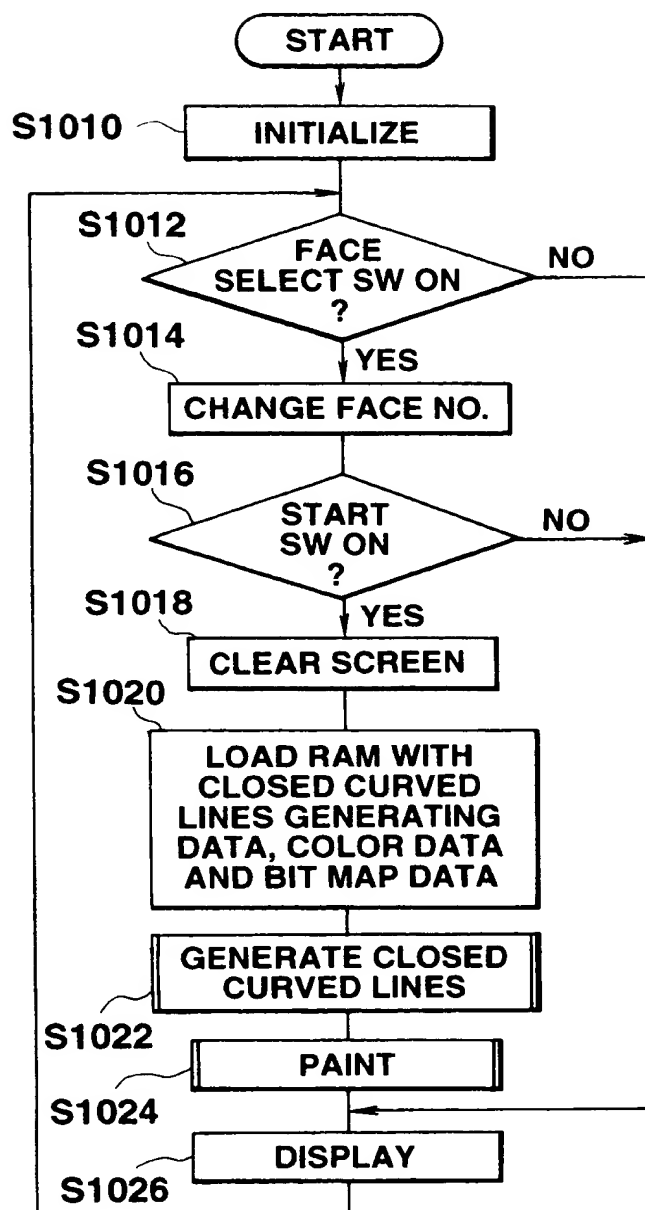 START
S1010
INITIALIZE
S1012
FACE
SELECT SW ON
?
NO
YES
S1014
CHANGE FACE NO.
S1016
START
SW ON
?
NO
YES
S1018
CLEAR SCREEN
S1020
LOAD RAM WITH
CLOSED CURVED
LINES GENERATING
DATA, COLOR DATA
AND BIT MAP DATA
GENERATE CLOSED
CURVED LINES
S1022
PAINT
S1024
DISPLAY
S1026